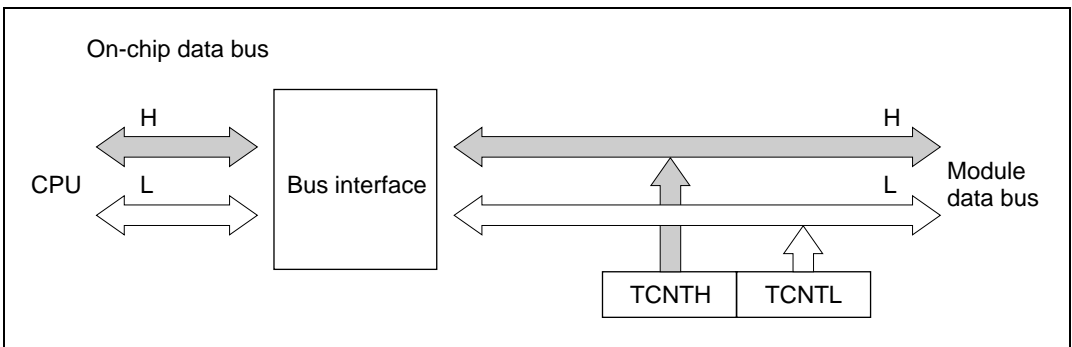 On-chip data bus
H
H
CPU
L
Bus interface
L
Module
data bus
TCNTH
TCNTL